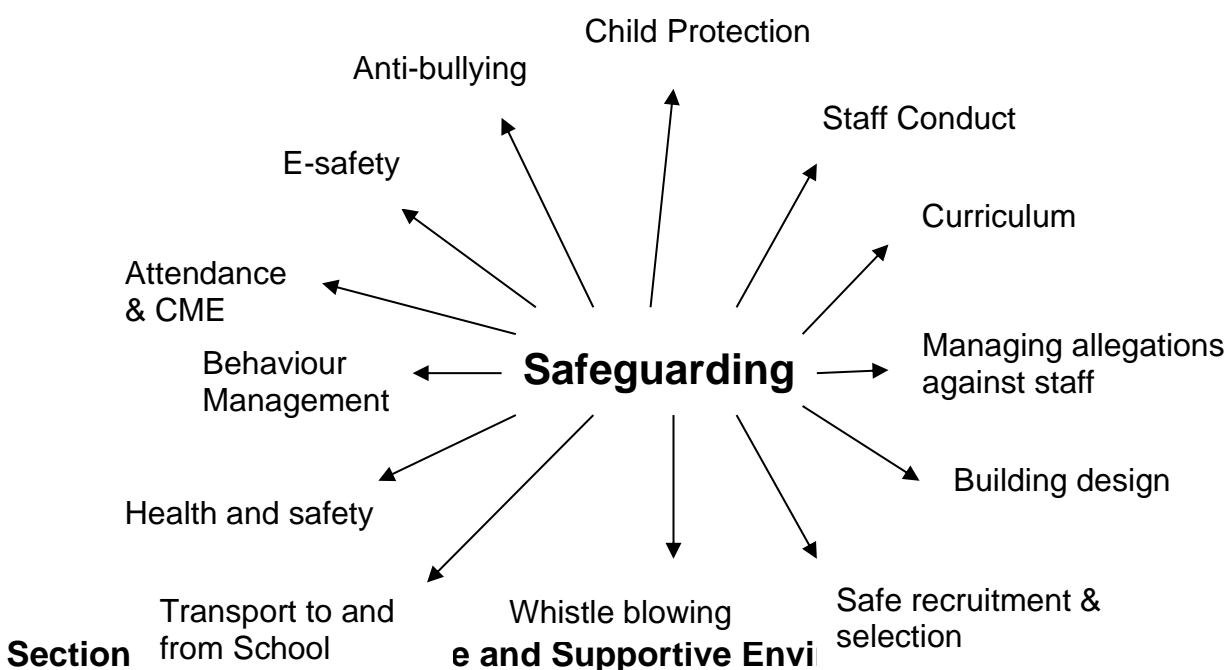 Child Protection
Anti-bullying
Staff Conduct
E-safety
Curriculum
Attendance
& CME
Managing allegations
against staff
Behaviour
Management
Safeguarding
Building design
Health and safety
Transport to and
from School
Whistle blowing
Safe recruitment &
selection
Section
and Supportive